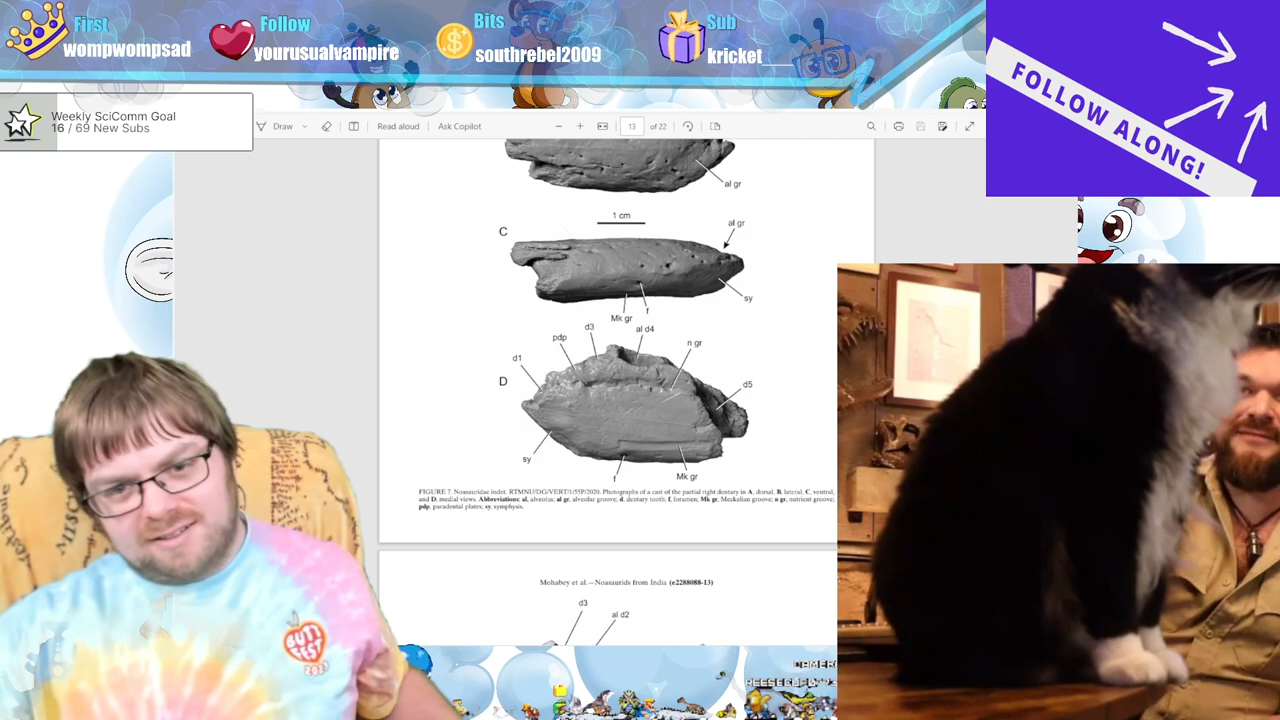 First
wompwompsad
Follow
yourusualvampire
Bits
southrebel2009
Sub
kricket____
Weekly SciComm Goal
16 / 69 New Subs
FOLLOW ALONG!
Draw
Read aloud
Ask Copilot
13 of 22
al gr
1 cm
C
al gr
sy
f
Mk gr
D
d1
pdp
d3
al d4
n gr
d5
sy
f
Mk gr
FIGURE 7. Noasauridae indet. RTMNU/DG/VERT/1/55P/2020. Photographs of a cast of the partial right dentary in A, dorsal, B, lateral, C, ventral,
and D, medial views. Abbreviations: al, alveolus; al gr, alveolar groove; d, dentary tooth; f, foramen; Mk gr, Meckelian groove; n gr, nutrient groove;
pdp, paradental plates; sy, symphysis.
Mohabey et al.—Noasaurids from India (e2288088-13)
d3
al d2
BUTT
FEST
MISS